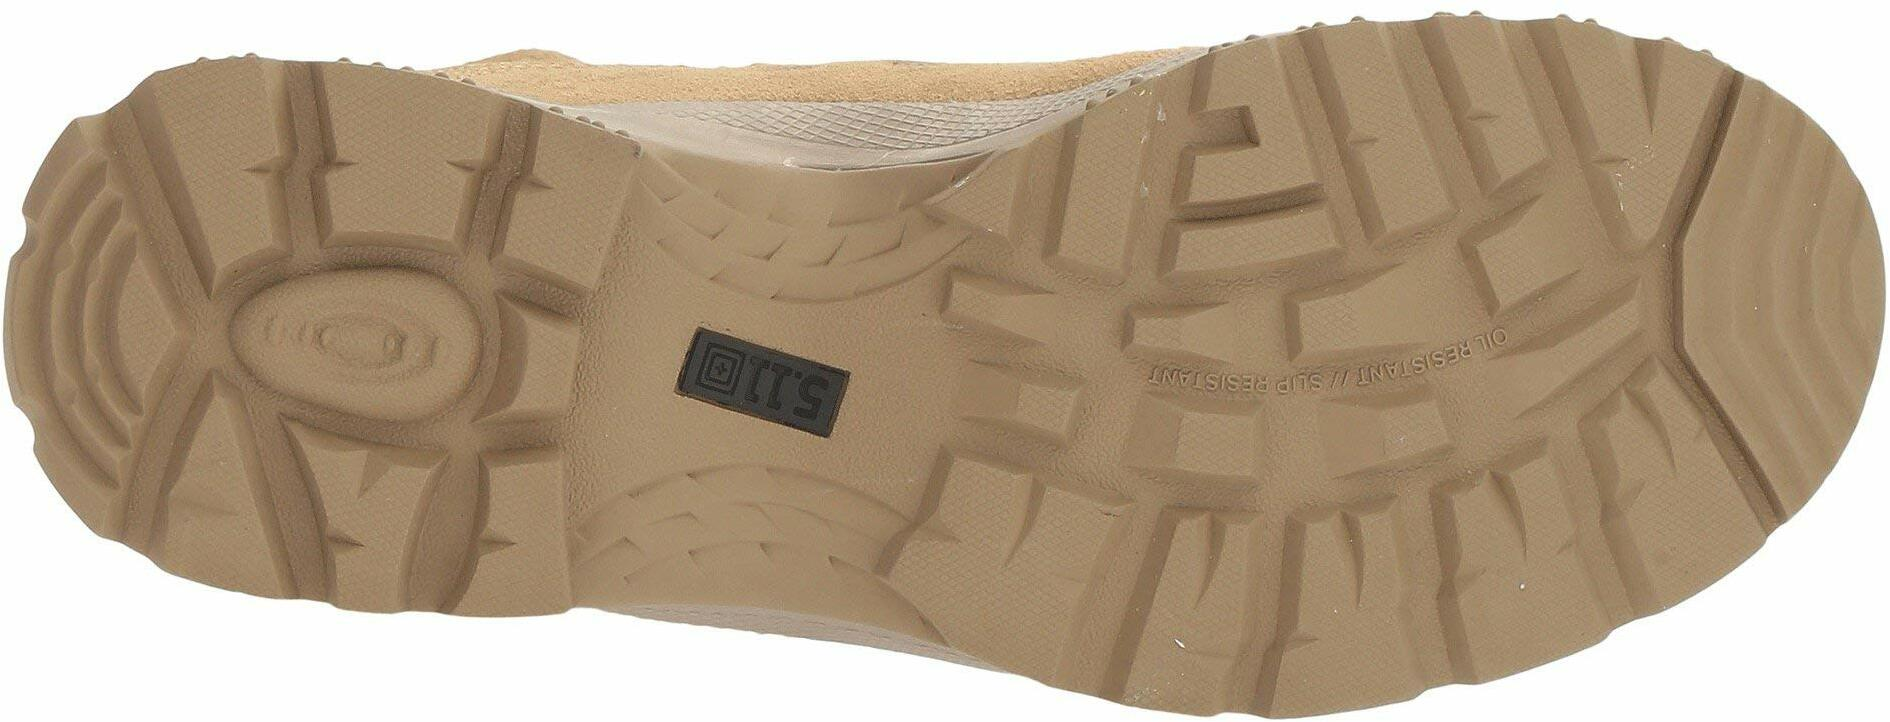 5.11
OIL RESISTANT // SLIP RESISTANT